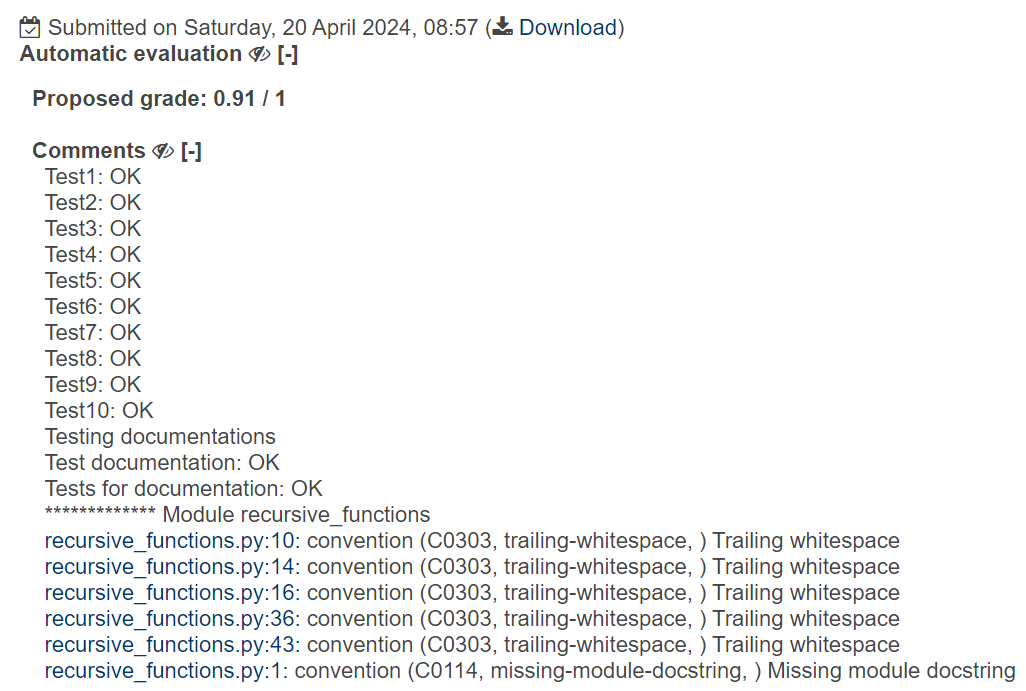 Submitted on Saturday, 20 April 2024, 08:57 (Download)
Automatic evaluation [-]
Proposed grade: 0.91 / 1
Comments [-]
Test1: OK
Test2: OK
Test3: OK
Test4: OK
Test5: OK
Test6: OK
Test7: OK
Test8: OK
Test9: OK
Test10: OK
Testing documentations
Test documentation: OK
Tests for documentation: OK
************* Module recursive_functions
recursive_functions.py:10: convention (C0303, trailing-whitespace, ) Trailing whitespace
recursive_functions.py:14: convention (C0303, trailing-whitespace, ) Trailing whitespace
recursive_functions.py:16: convention (C0303, trailing-whitespace, ) Trailing whitespace
recursive_functions.py:36: convention (C0303, trailing-whitespace, ) Trailing whitespace
recursive_functions.py:43: convention (C0303, trailing-whitespace, ) Trailing whitespace
recursive_functions.py:1: convention (C0114, missing-module-docstring, ) Missing module docstring